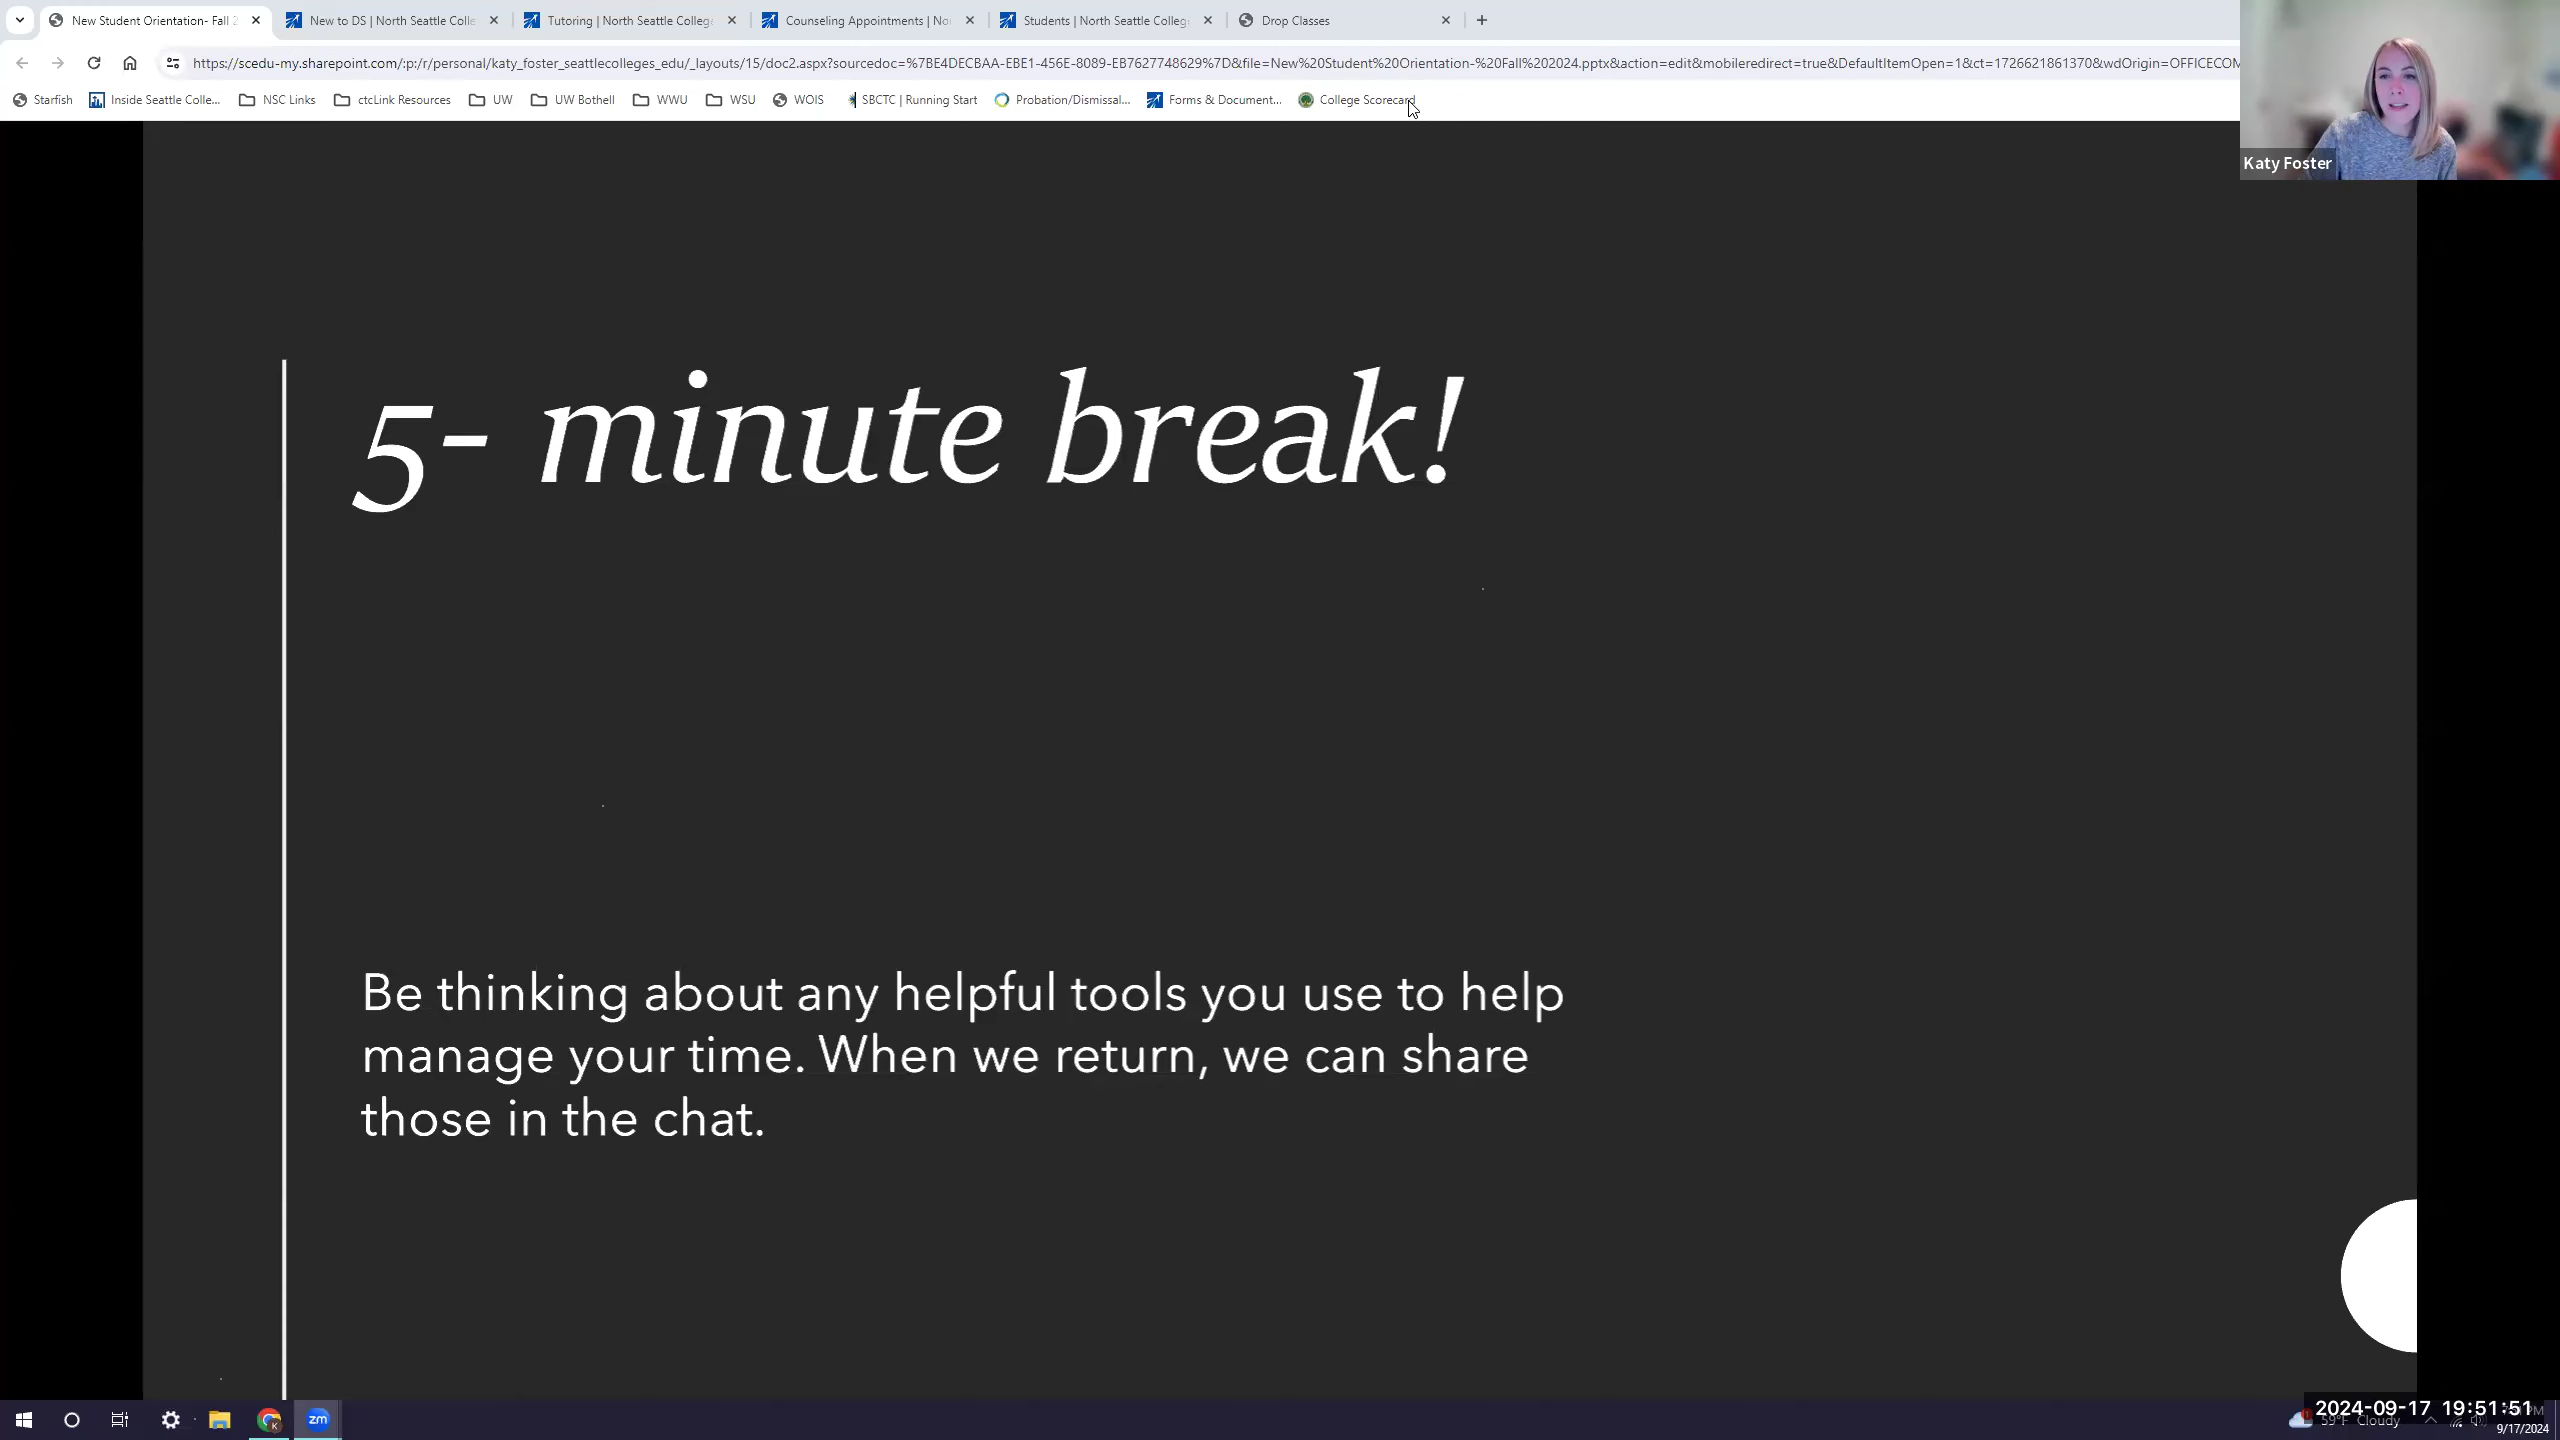 New Student Orientation- Fall 2
New to DS | North Seattle Colle
Tutoring | North Seattle College
Counseling Appointments | No
Students | North Seattle College
Drop Classes
https://scedu-my.sharepoint.com/:p:/r/personal/katy_foster_seattlecolleges_edu/_layouts/15/doc2.aspx?sourcedoc=%7BE4DECBAA-EBE1-456E-8089-EB7627748629%7D&file=New%20Student%20Orientation-%20Fall%202024.pptx&action=edit&mobileredirect=true&DefaultItemOpen=1&ct=1726621861370&wdOrigin=OFFICECOM
Starfish
Inside Seattle Colle...
NSC Links
ctcLink Resources
UW
UW Bothell
WWU
WSU
WOIS
SBCTC | Running Start
Probation/Dismissal...
Forms & Document...
College Scorecard
Katy Foster
5- minute break!
Be thinking about any helpful tools you use to help
manage your time. When we return, we can share
those in the chat.
zm
2024-09-17 19:51:51
59°F Cloudy
9/17/2024